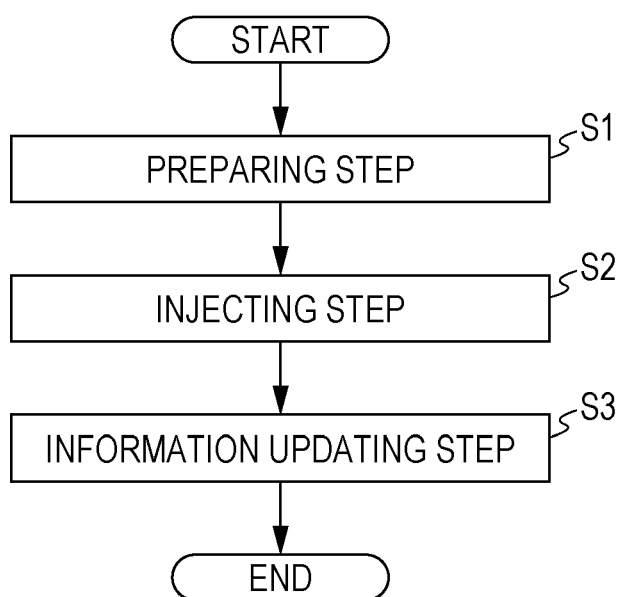 START
S1
PREPARING STEP
S2
INJECTING STEP
S3
INFORMATION UPDATING STEP
END